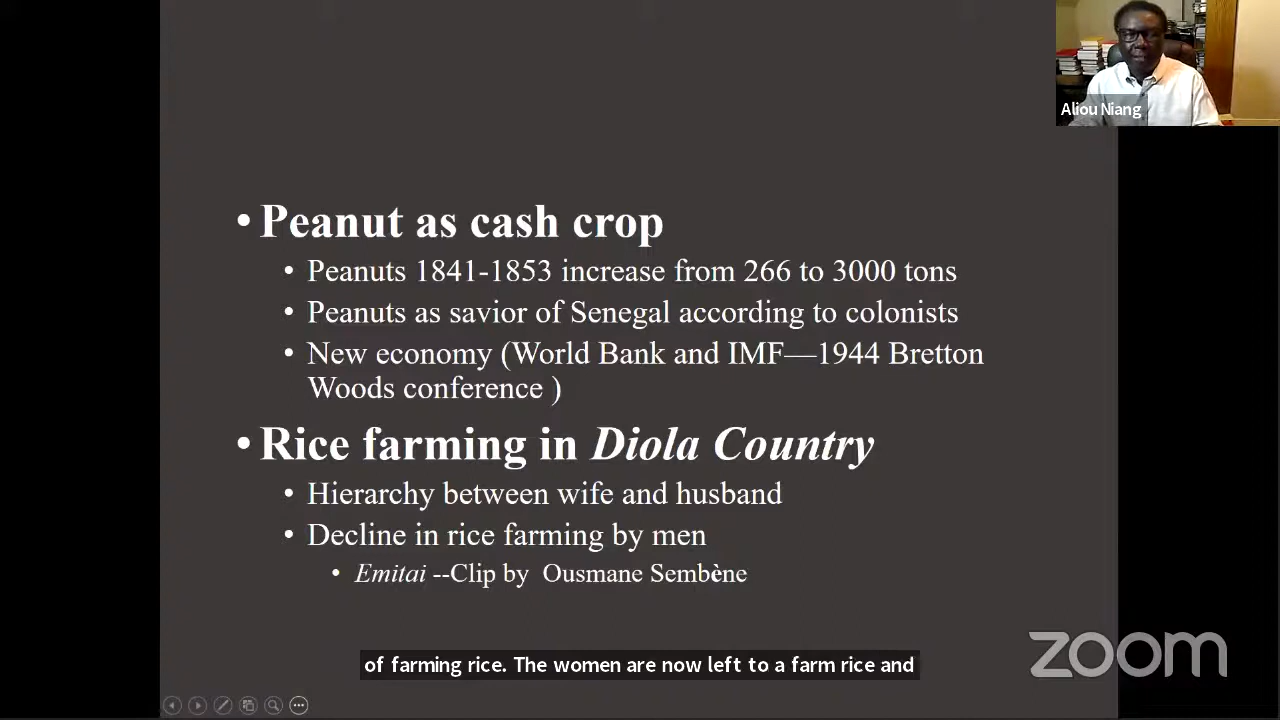 Aliou Niang
• Peanut as cash crop
• Peanuts 1841-1853 increase from 266 to 3000 tons
• Peanuts as savior of Senegal according to colonists
• New economy (World Bank and IMF—1944 Bretton
Woods conference )
• Rice farming in Diola Country
• Hierarchy between wife and husband
• Decline in rice farming by men
• Emitai --Clip by Ousmane Sembène
of farming rice. The women are now left to a farm rice and
zoom